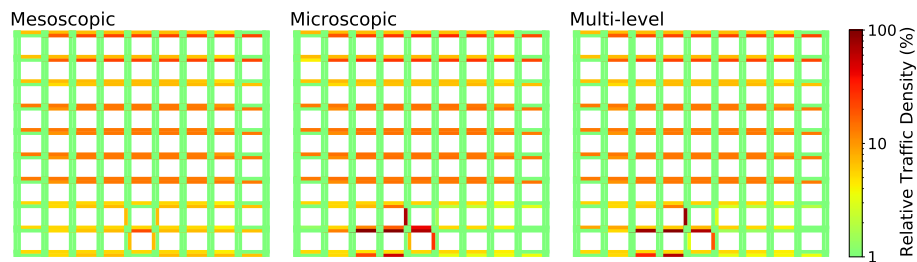 Mesoscopic
Microscopic
Multi-level
100
10
1
Relative Traffic Density (%)